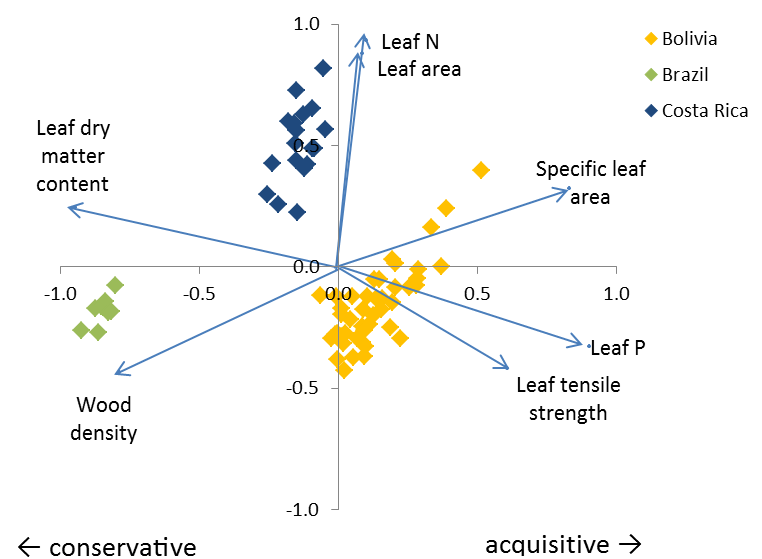 1.0
Leaf N
Leaf area
Bolivia
Brazil
Costa Rica
Leaf dry
matter
content
0.5
Specific leaf
area
0.0
-1.0
-0.5
0.0
0.5
1.0
Leaf P
Leaf tensile
strength
-0.5
Wood
density
-1.0
← conservative
acquisitive →